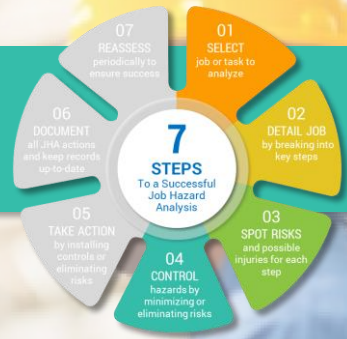 7
STEPS
To a Successful
Job Hazard
Analysis
01
SELECT
job or task to
analyze
02
DETAIL JOB
by breaking into
key steps
03
SPOT RISKS
and possible
injuries for each
step
04
CONTROL
hazards by
minimizing or
eliminating risks
05
TAKE ACTION
by installing
controls or
eliminating
risks
06
DOCUMENT
all JHA actions
and keep records
up-to-date
07
REASSESS
periodically to
ensure success